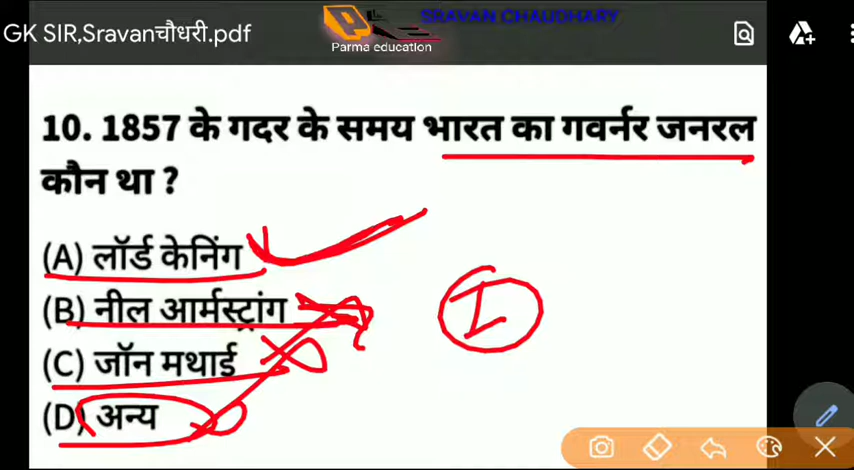 SRAVAN CHAUDHARY
GK SIR,Sravanचौधरी.pdf
Parma education
10. 1857 के गदर के समय भारत का गवर्नर जनरल
कौन था ?
(A) लॉर्ड केनिंग
(B) नील आर्मस्ट्रांग
(C) जॉन मथाई
(D) अन्य
I